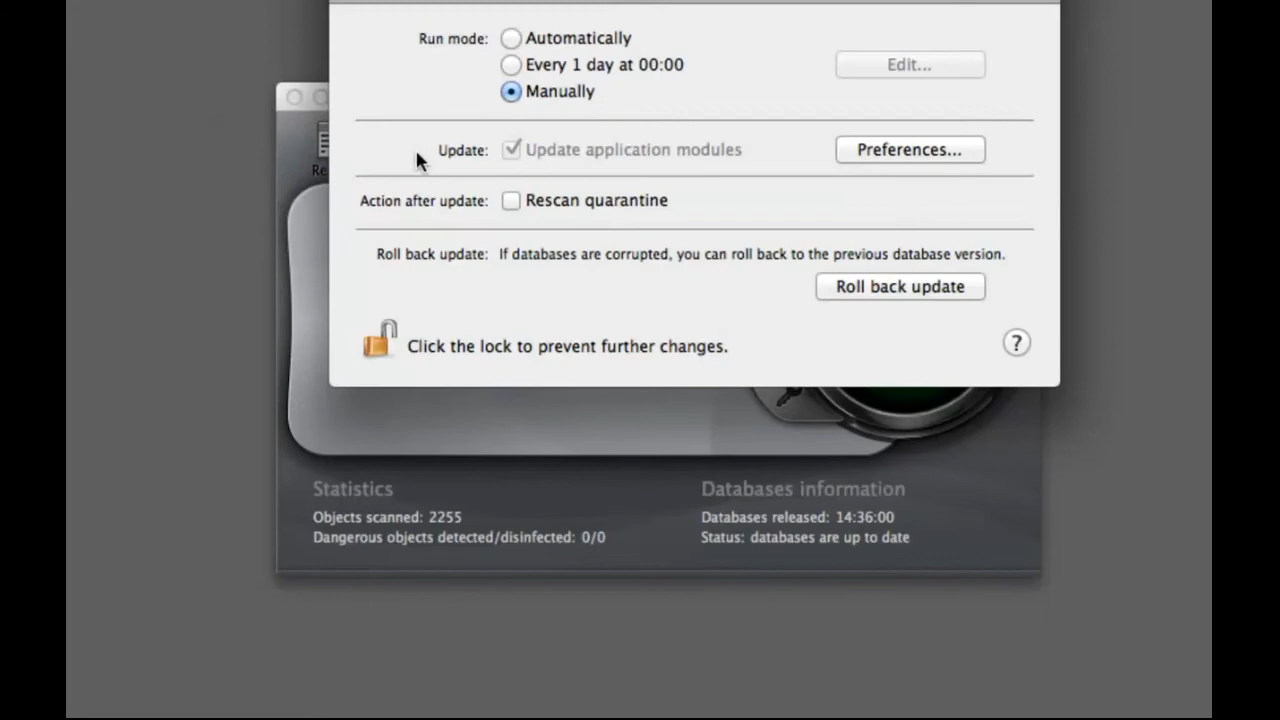 Run mode: Automatically
Every 1 day at 00:00
Edit...
Manually
Update: Update application modules
Preferences...
Action after update: Rescan quarantine
Roll back update: If databases are corrupted, you can roll back to the previous database version.
Roll back update
Click the lock to prevent further changes.
?
Statistics
Objects scanned: 2255
Dangerous objects detected/disinfected: 0/0
Databases information
Databases released: 14:36:00
Status: databases are up to date